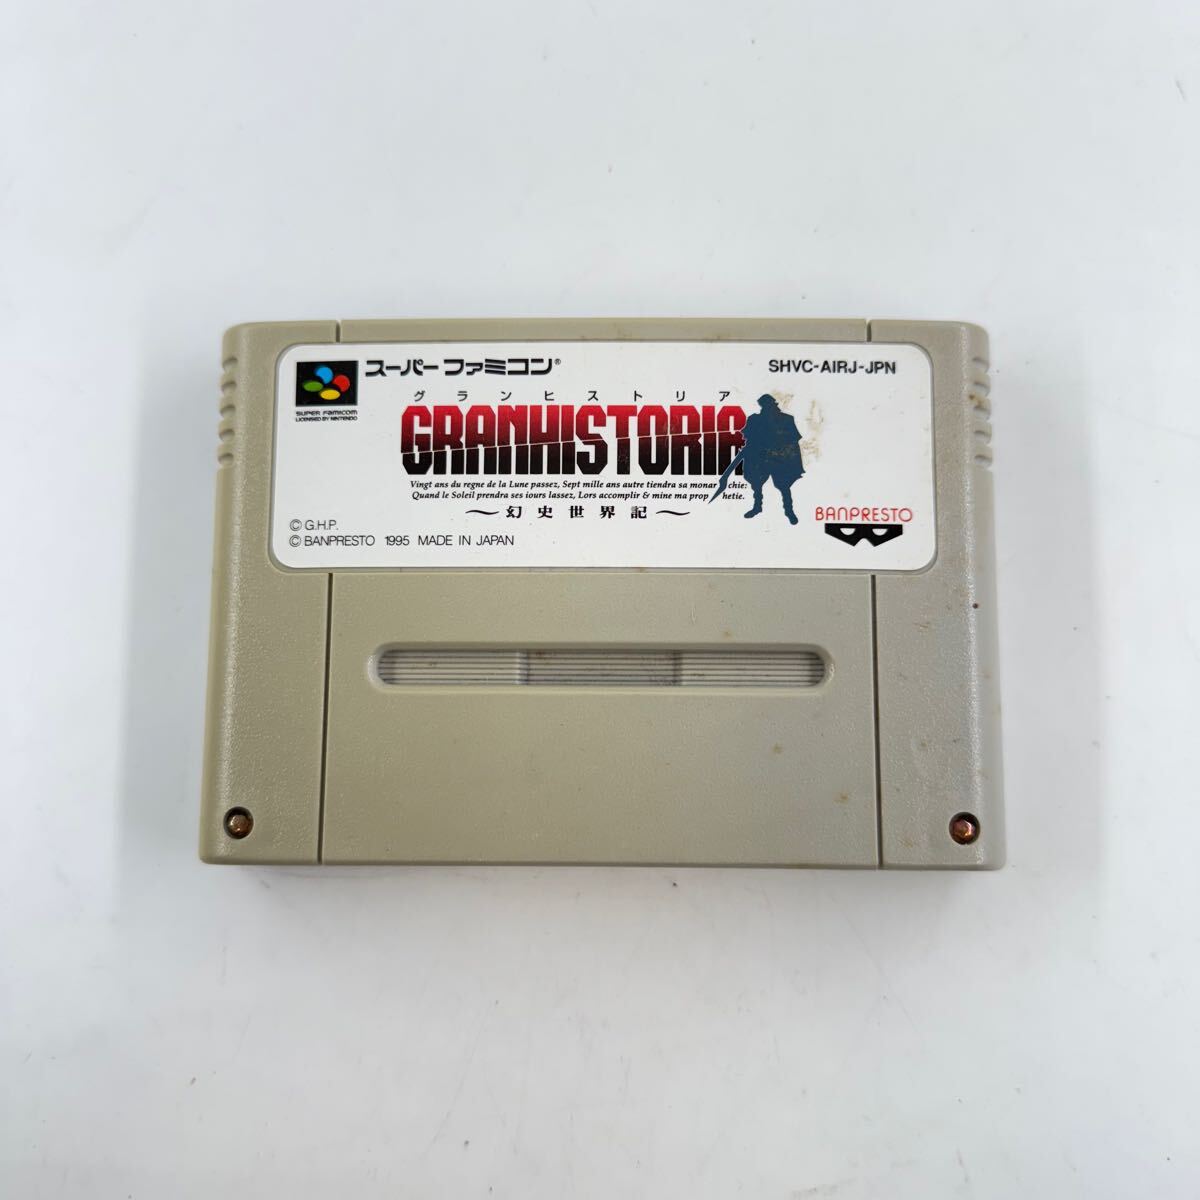 スーパーファミコン®
SHVC-AIRJ-JPN
SUPER FAMICOM
LICENSED BY NINTENDO
グランヒストリア
GRANHISTORIA
Vingt ans du regne de la Lune passez, Sept mille ans autre tiendra sa monar chie:
Quand le Soleil prendra ses iours lassez, Lors accomplir & mine ma prop hetie.
〜幻史世界記〜
BANPRESTO
© G.H.P.
© BANPRESTO 1995 MADE IN JAPAN